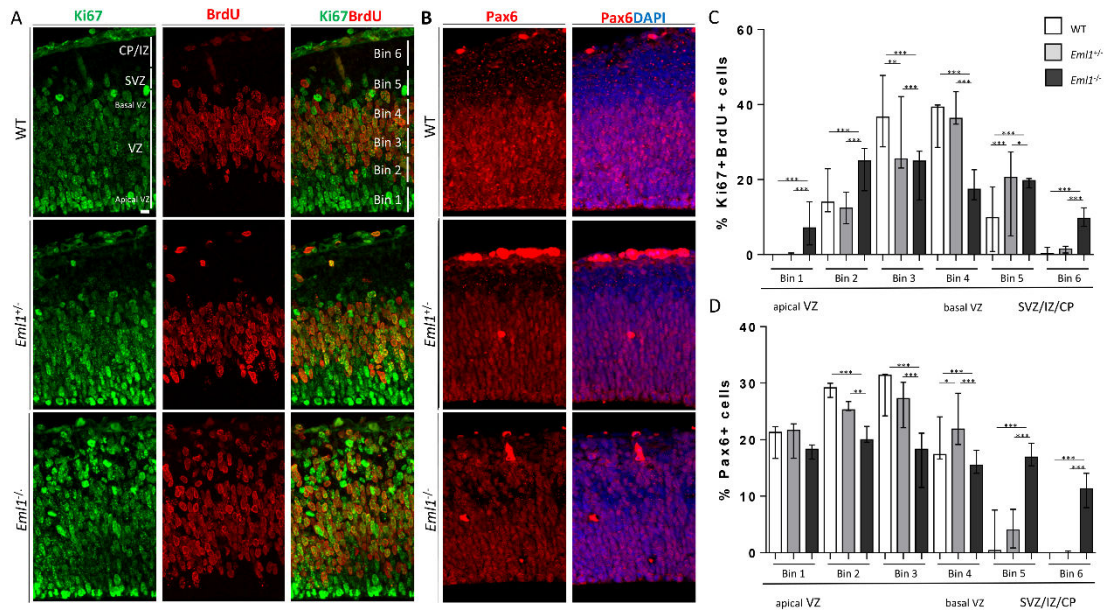 A
Ki67
BrdU
Ki67BrdU
WT
CP/IZ
SVZ
Basal VZ
VZ
Apical VZ
Bin 6
Bin 5
Bin 4
Bin 3
Bin 2
Bin 1
Eml1+/-
Eml1-/-
B
Pax6
Pax6DAPI
WT
Eml1+/-
Eml1-/-
C
WT
Eml1+/-
Eml1-/-
% Ki67+BrdU+ cells
60
40
20
0
*** *** *** ** *** *** *** *** *** * *** ***
*** ***
Bin 1 Bin 2 Bin 3 Bin 4 Bin 5 Bin 6
apical VZ basal VZ SVZ/IZ/CP
D
% Pax6+ cells
40
30
20
10
0
*** ** *** *** *** * *** *** *** *** ***
Bin 1 Bin 2 Bin 3 Bin 4 Bin 5 Bin 6
apical VZ basal VZ SVZ/IZ/CP